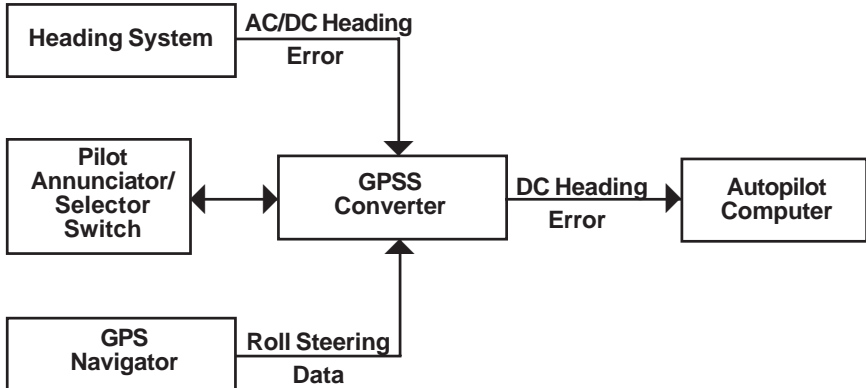 Heading System
AC/DC Heading
Error
Pilot
Annunciator/
Selector
Switch
GPSS
Converter
DC Heading
Error
Autopilot
Computer
GPS
Navigator
Roll Steering
Data